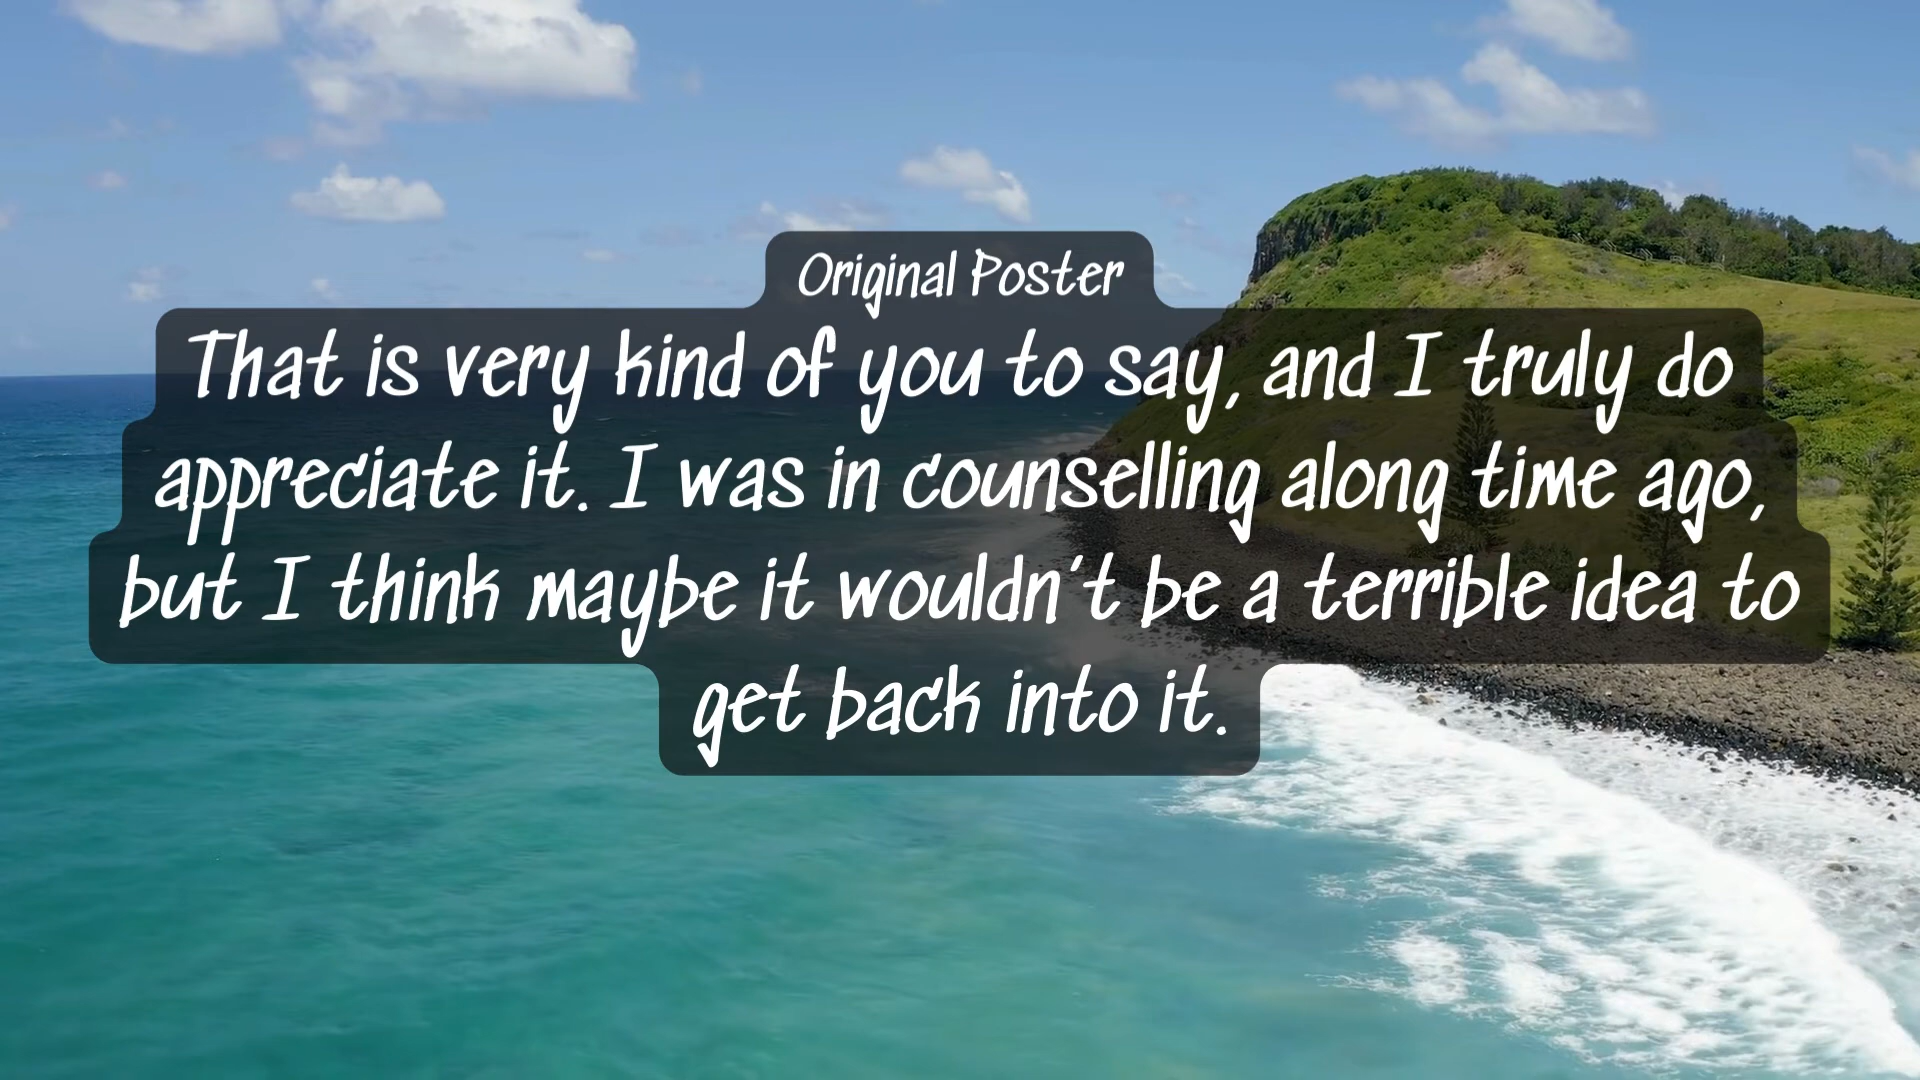 Original Poster
That is very kind of you to say, and I truly do
appreciate it. I was in counselling along time ago,
but I think maybe it wouldn't be a terrible idea to
get back into it.